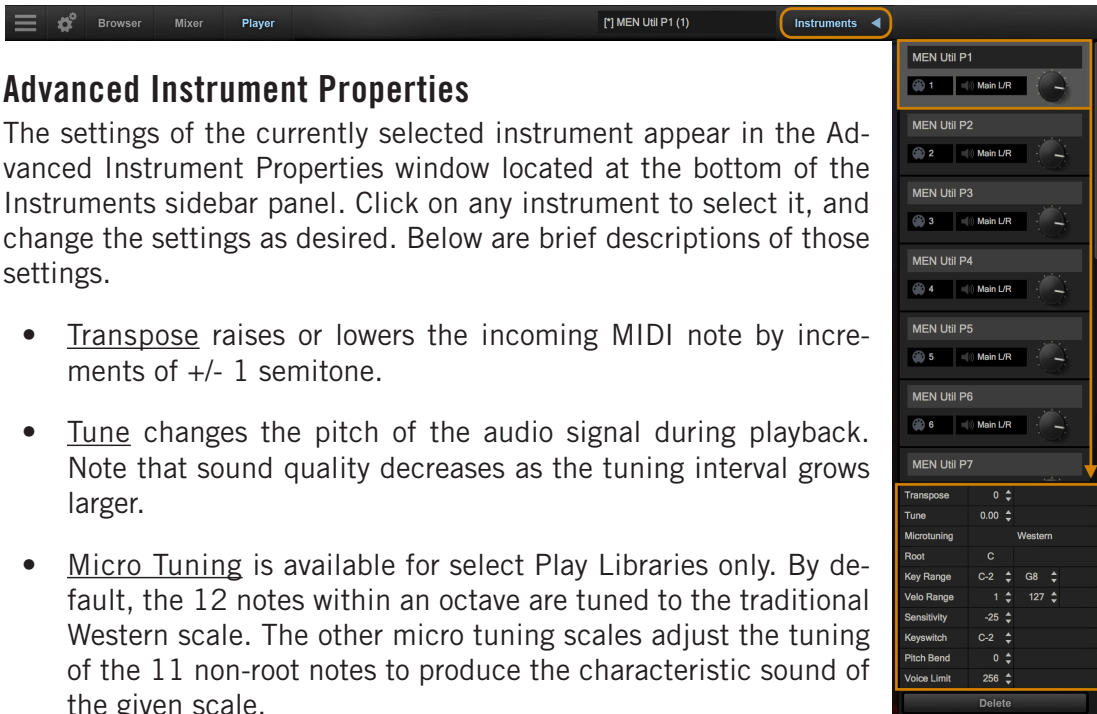 Browser Mixer Player [*] MEN Util P1 (1) Instruments
Advanced Instrument Properties
The settings of the currently selected instrument appear in the Ad-
vanced Instrument Properties window located at the bottom of the
Instruments sidebar panel. Click on any instrument to select it, and
change the settings as desired. Below are brief descriptions of those
settings.
• Transpose raises or lowers the incoming MIDI note by incre-
ments of +/- 1 semitone.
• Tune changes the pitch of the audio signal during playback.
Note that sound quality decreases as the tuning interval grows
larger.
• Micro Tuning is available for select Play Libraries only. By de-
fault, the 12 notes within an octave are tuned to the traditional
Western scale. The other micro tuning scales adjust the tuning
of the 11 non-root notes to produce the characteristic sound of
the given scale.
MEN Util P1
1 Main L/R
MEN Util P2
2 Main L/R
MEN Util P3
3 Main L/R
MEN Util P4
4 Main L/R
MEN Util P5
5 Main L/R
MEN Util P6
6 Main L/R
MEN Util P7
Transpose 0
Tune 0.00
Microtuning Western
Root C
Key Range C-2 G8
Velo Range 1 127
Sensitivity -25
Keyswitch C-2
Pitch Bend 0
Voice Limit 256
Delete